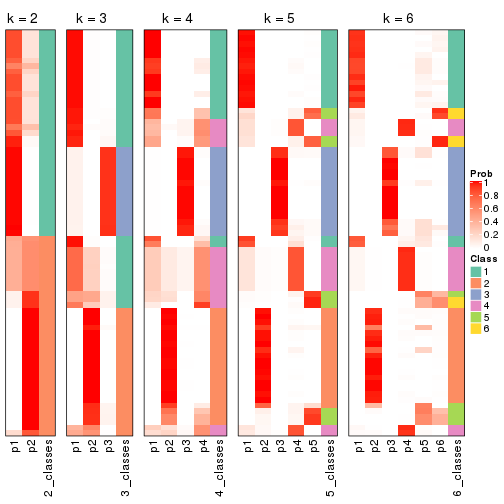 k = 2
k = 3
k = 4
k = 5
k = 6
Prob
1
0.8
0.6
0.4
0.2
0
Class
1
2
3
4
5
6
p1
p2
2_classes
p1
p2
p3
3_classes
p1
p2
p3
p4
4_classes
p1
p2
p3
p4
p5
5_classes
p1
p2
p3
p4
p5
p6
6_classes